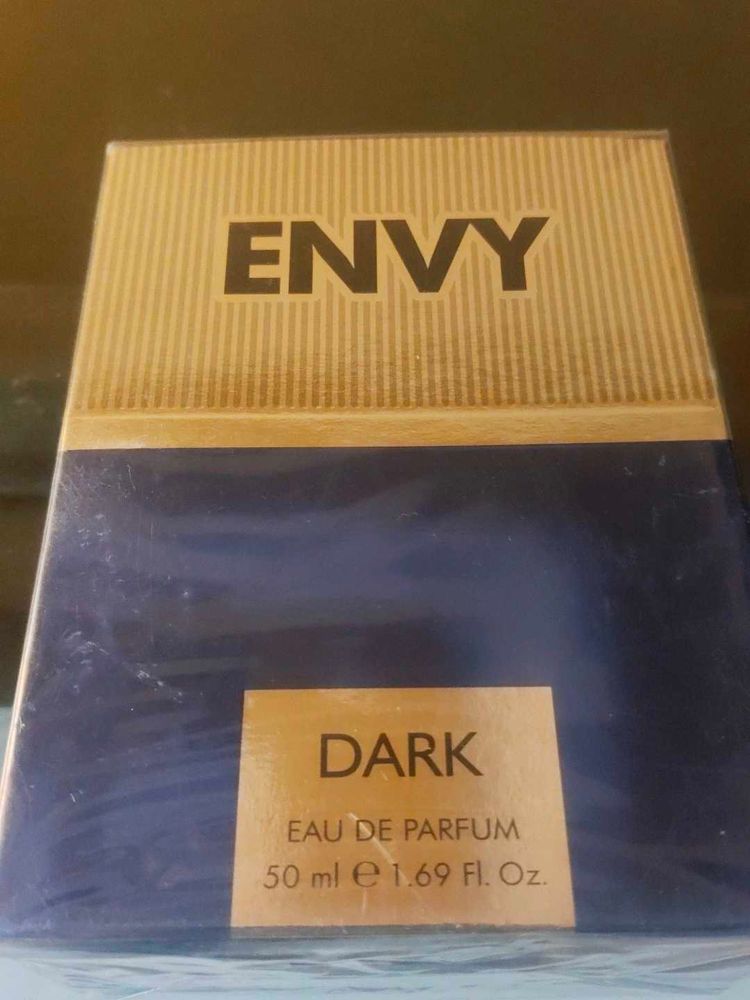 ENVY
DARK
EAU DE PARFUM
50 ml ℮ 1.69 Fl. Oz.